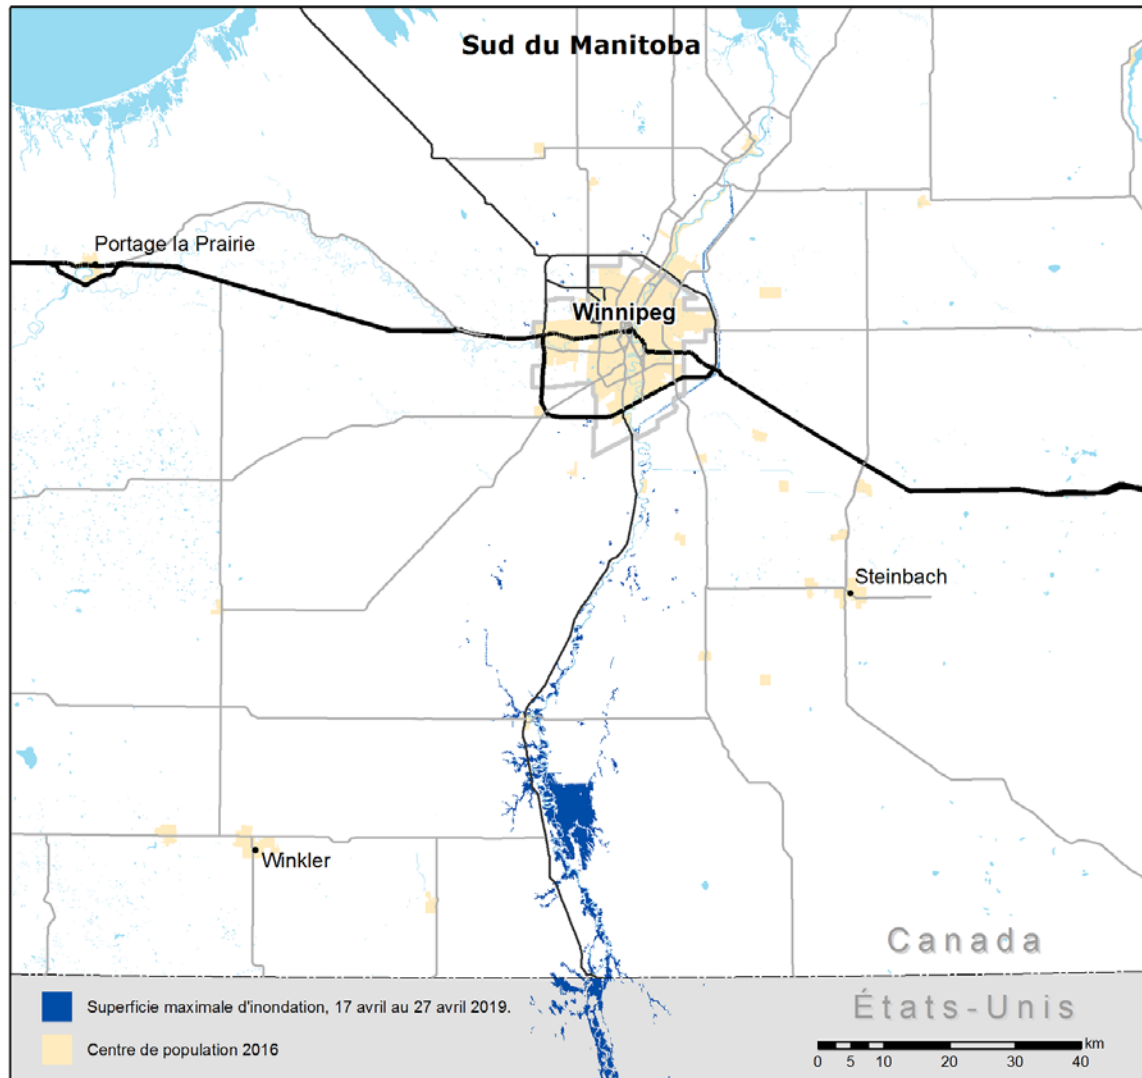 Sud du Manitoba
Portage la Prairie
Winnipeg
Steinbach
Winkler
Canada
États-Unis
Superficie maximale d'inondation, 17 avril au 27 avril 2019.
Centre de population 2016
km
0 5 10 20 30 40